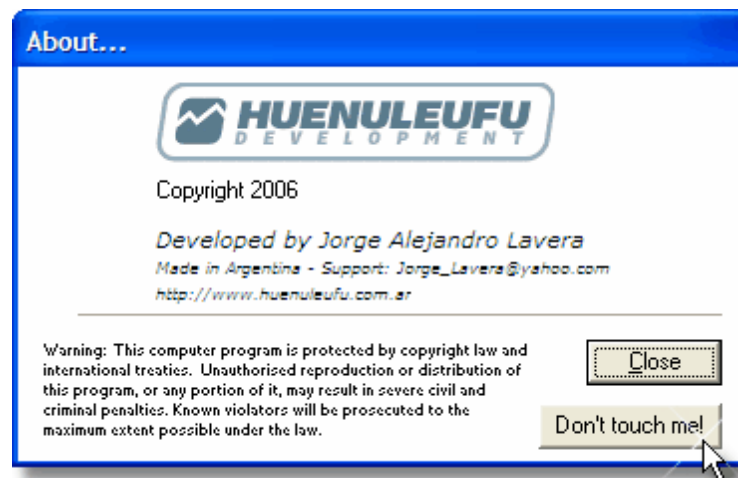 About...
HUENULEUFU
DEVELOPMENT
Copyright 2006
Developed by Jorge Alejandro Lavera
Made in Argentina - Support: Jorge_Lavera@yahoo.com
http://www.huenuleufu.com.ar
Warning: This computer program is protected by copyright law and
international treaties. Unauthorised reproduction or distribution of
this program, or any portion of it, may result in severe civil and
criminal penalties. Known violators will be prosecuted to the
maximum extent possible under the law.
Close
Don't touch me!